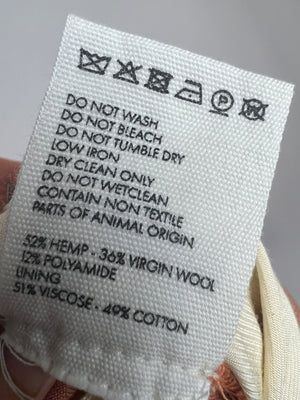 DO NOT WASH
DO NOT BLEACH
DO NOT TUMBLE DRY
LOW IRON
DRY CLEAN ONLY
DO NOT WETCLEAN
CONTAIN NON TEXTILE
PARTS OF ANIMAL ORIGIN
52% HEMP - 36% VIRGIN WOOL
12% POLYAMIDE
LINING
51% VISCOSE - 49% COTTON